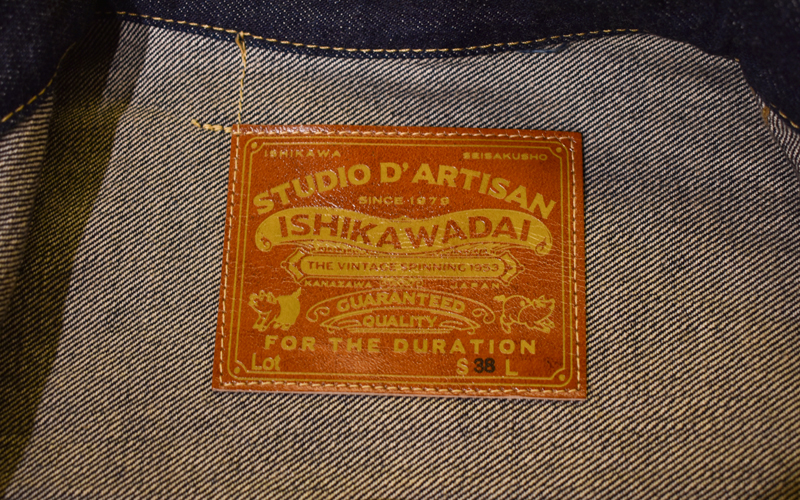 ISHIKAWA SEISAKUSHO
STUDIO D'ARTISAN
SINCE 1979
ISHIKAWADAI
THE VINTAGE SPINNING 1953
KANAZAWA JAPAN
GUARANTEED
QUALITY
FOR THE DURATION
Lot S 38 L